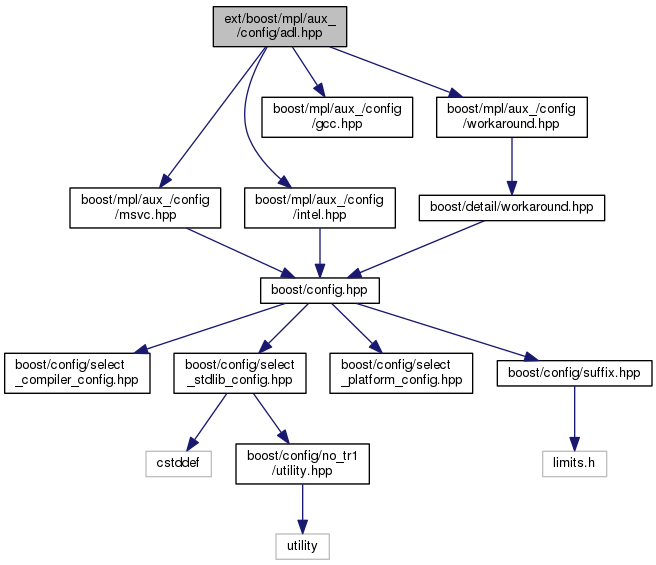 ext/boost/mpl/aux_
/config/adl.hpp
boost/mpl/aux_/config
/gcc.hpp
boost/mpl/aux_/config
/workaround.hpp
boost/mpl/aux_/config
/msvc.hpp
boost/mpl/aux_/config
/intel.hpp
boost/detail/workaround.hpp
boost/config.hpp
boost/config/select
_compiler_config.hpp
boost/config/select
_stdlib_config.hpp
boost/config/select
_platform_config.hpp
boost/config/suffix.hpp
cstddef
boost/config/no_tr1
/utility.hpp
limits.h
utility